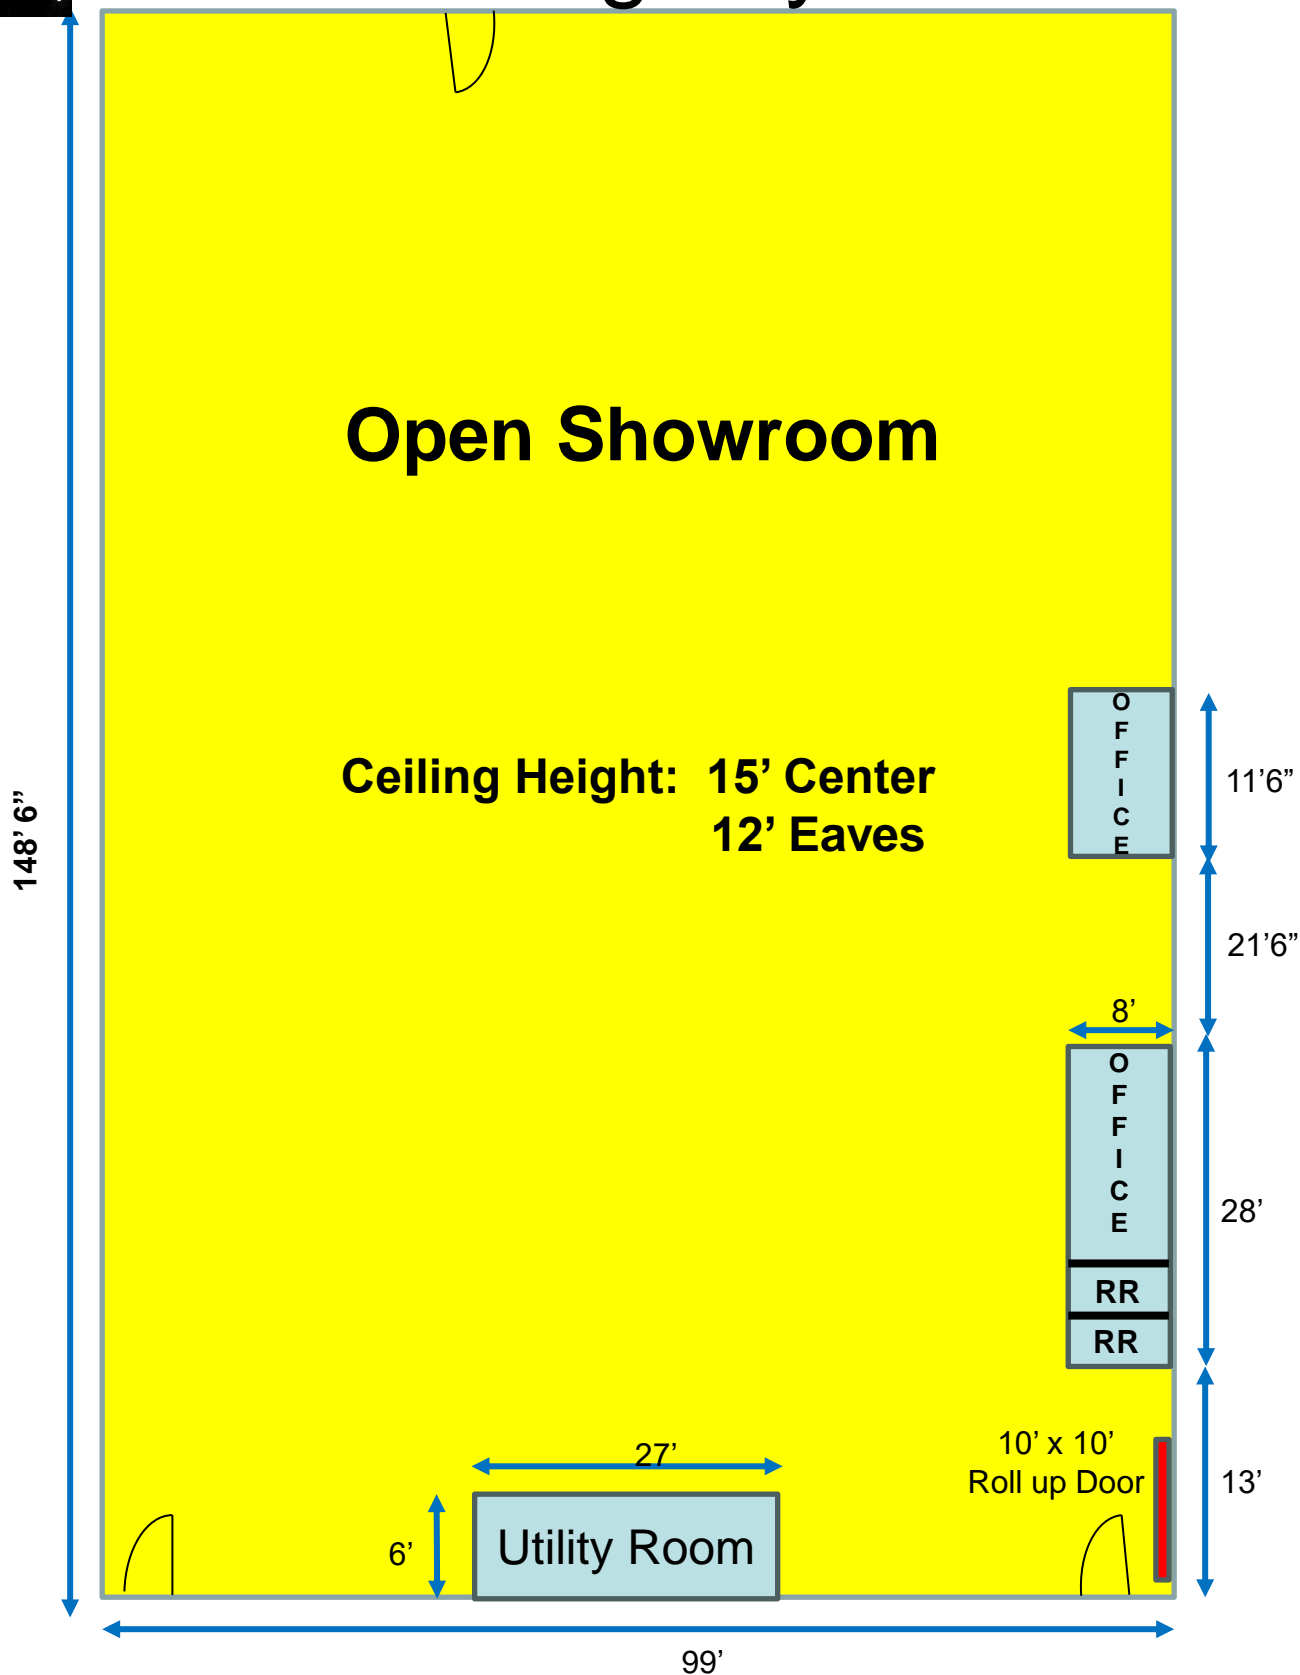 Open Showroom
Ceiling Height: 15’ Center
12’ Eaves
148’ 6”
OFFICE
11’6”
21’6”
8’
OFFICE
28’
RR
RR
10’ x 10’
Roll up Door
13’
27’
6’
Utility Room
99’